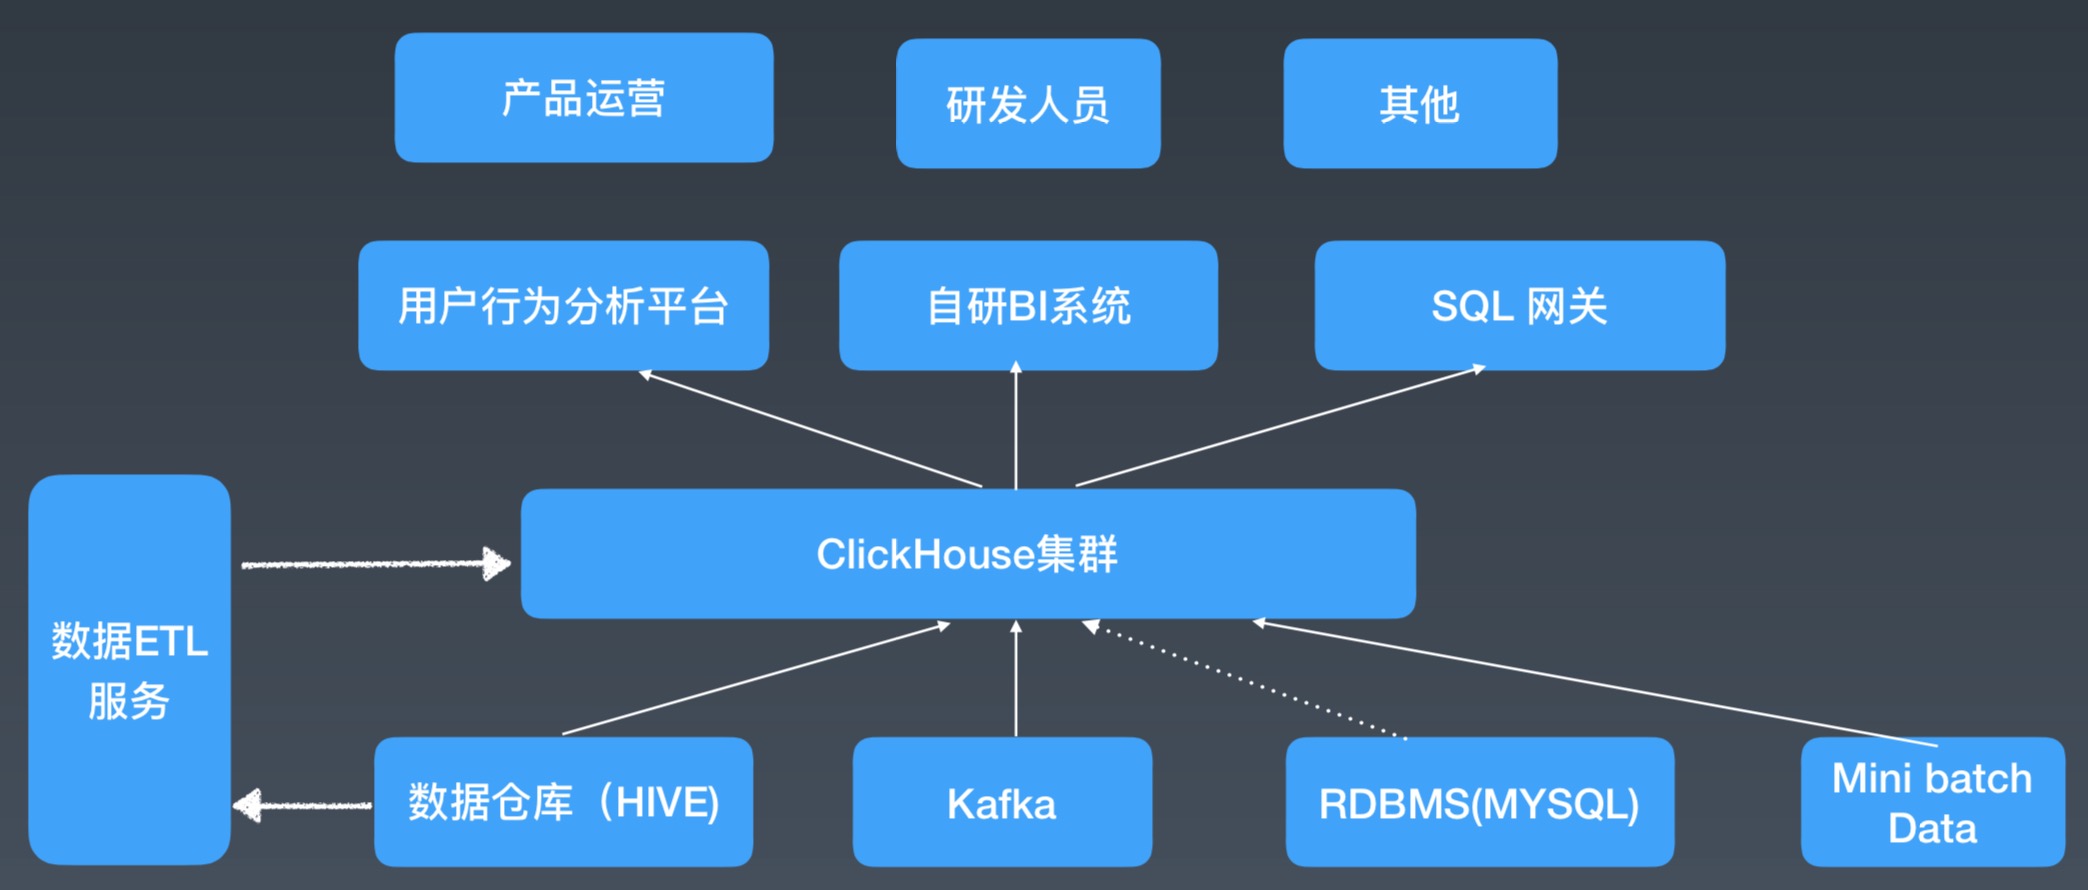 产品运营
研发人员
其他
用户行为分析平台
自研BI系统
SQL 网关
ClickHouse集群
数据ETL
服务
数据仓库（HIVE)
Kafka
RDBMS(MYSQL)
Mini batch
Data